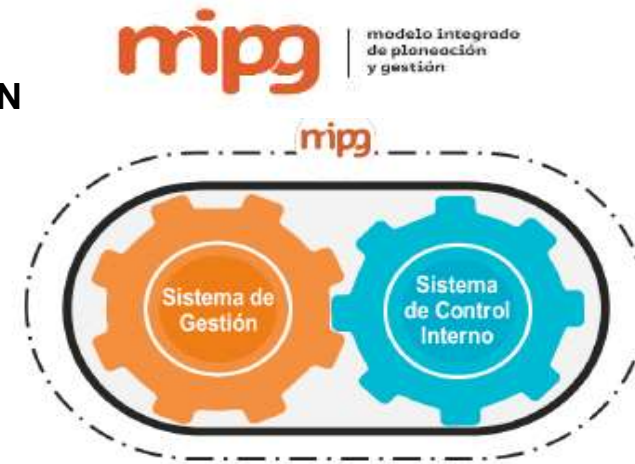 mipg
modelo integrado
de planeación
y gestión
N
mipg
Sistema de
Gestión
Sistema
de Control
Interno